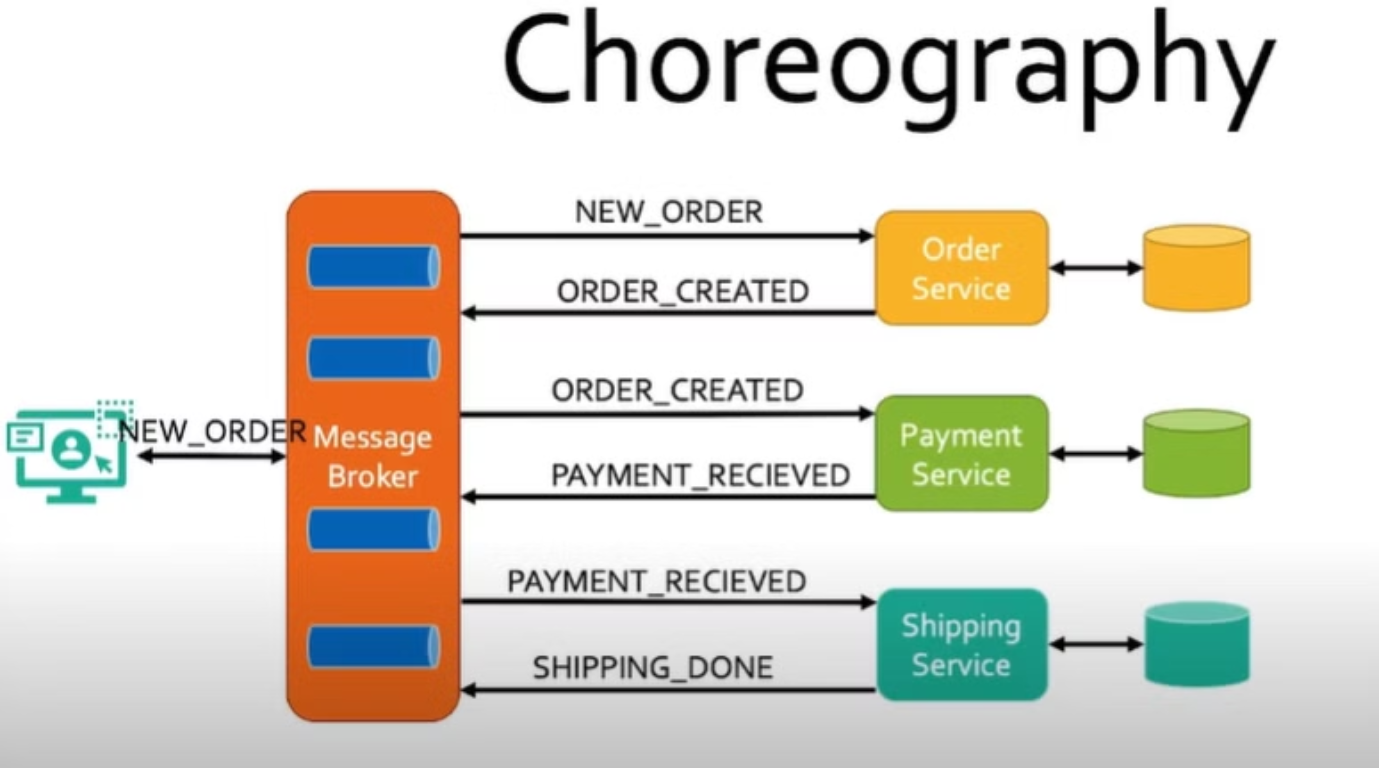 Choreography
NEW_ORDER
Message
Broker
NEW_ORDER
ORDER_CREATED
Order
Service
ORDER_CREATED
PAYMENT_RECIEVED
Payment
Service
PAYMENT_RECIEVED
SHIPPING_DONE
Shipping
Service